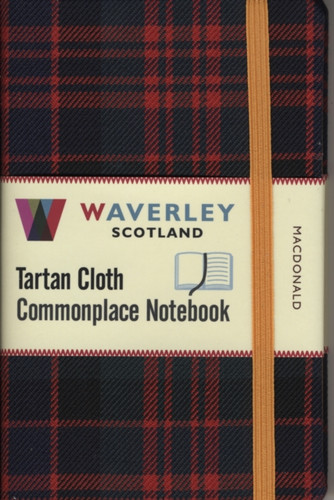 WAVERLEY
SCOTLAND
Tartan Cloth
Commonplace Notebook
MACDONALD